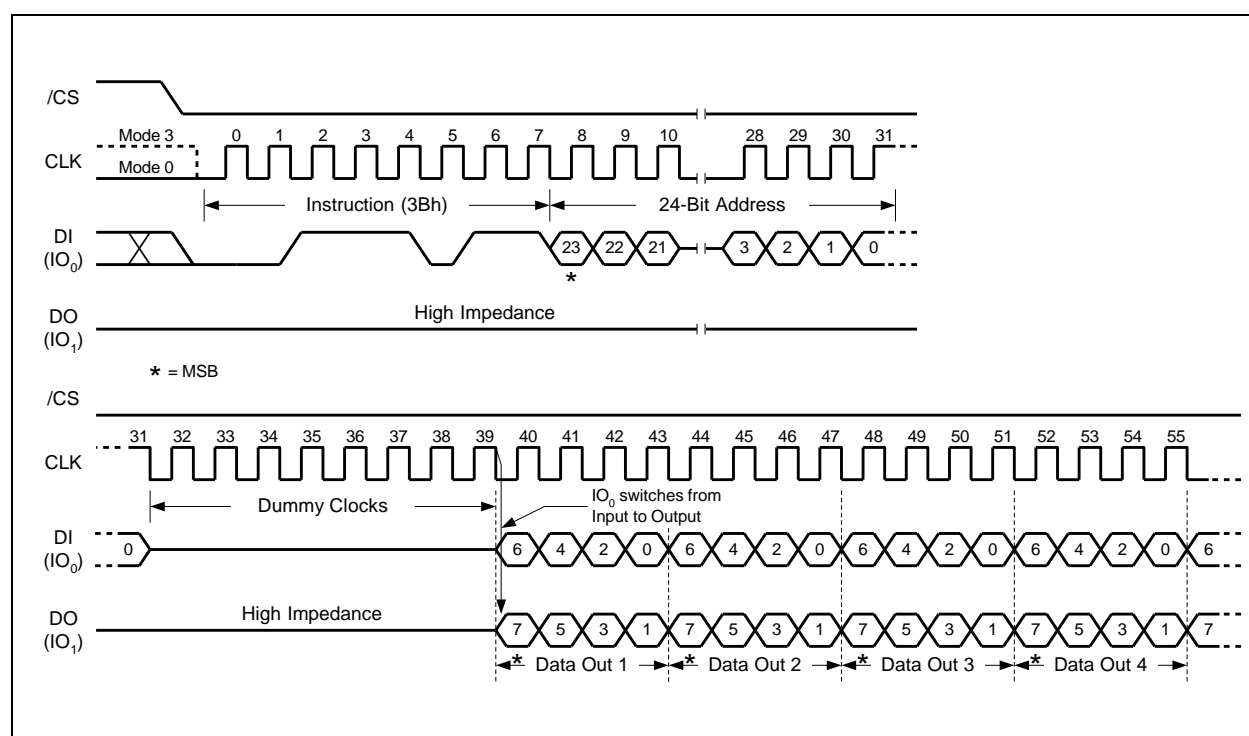 /CS
Mode 3 0 1 2 3 4 5 6 7 8 9 10 28 29 30 31
CLK
Mode 0
Instruction (3Bh) 24-Bit Address
DI
(IO0) 23 22 21 3 2 1 0
*
High Impedance
DO
(IO1)
* = MSB
/CS
31 32 33 34 35 36 37 38 39 40 41 42 43 44 45 46 47 48 49 50 51 52 53 54 55
CLK
Dummy Clocks
IO0 switches from
Input to Output
DI
(IO0) 0 6 4 2 0 6 4 2 0 6 4 2 0 6 4 2 0 6
High Impedance
DO
(IO1) 7 5 3 1 7 5 3 1 7 5 3 1 7 5 3 1 7
* Data Out 1 * Data Out 2 * Data Out 3 * Data Out 4